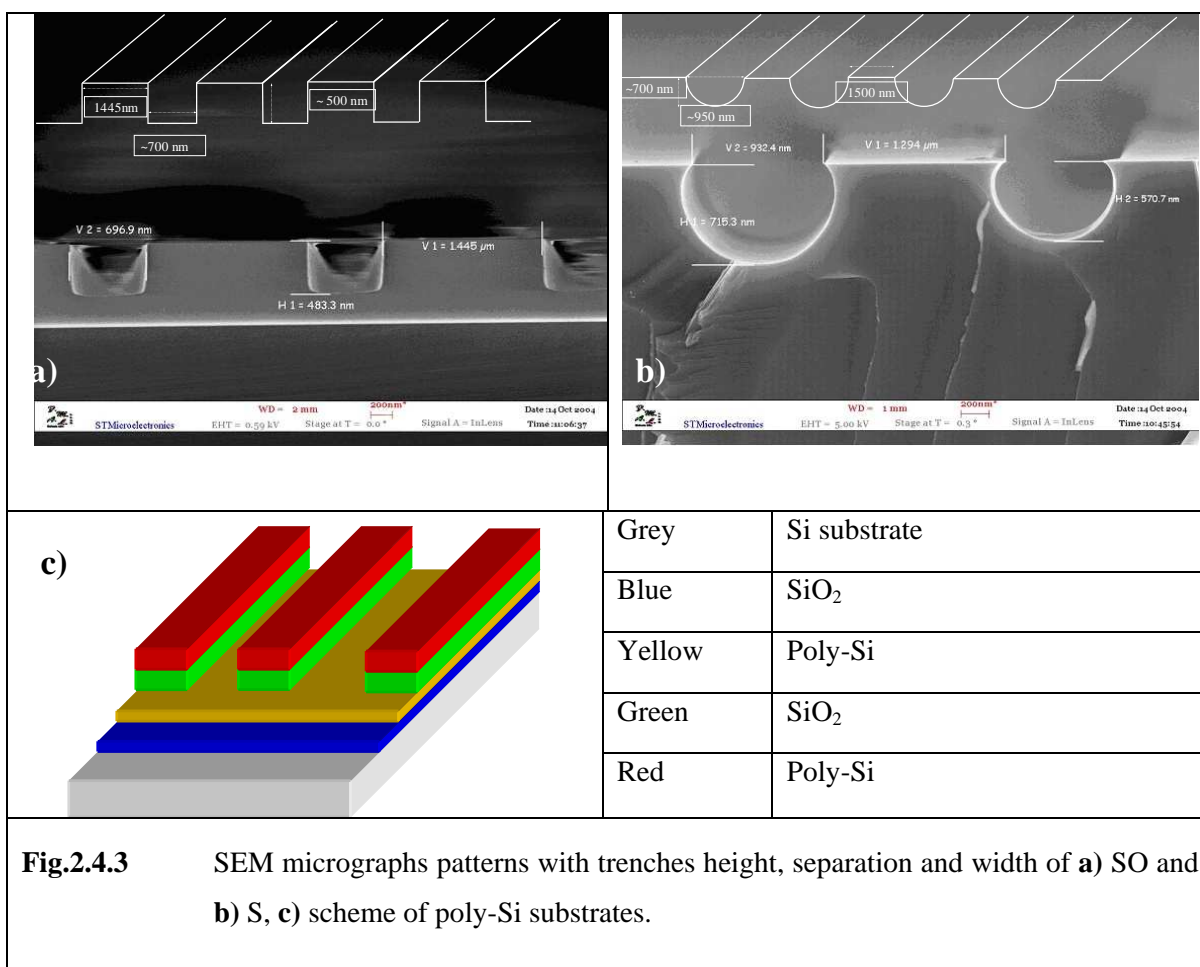 1445nm
~ 500 nm
~700 nm
V 2 = 696.9 nm
V 1 = 1.445 µm
H 1 = 483.3 nm
a)
WD = 2 mm
200nm*
Date :14 Oct 2004
STMicroelectronics
EHT = 0.59 kV
Stage at T = 0.0 °
Signal A = InLens
Time :11:06:37
~700 nm
1500 nm
~950 nm
V 2 = 932.4 nm
V 1 = 1.294 µm
H 1 = 715.3 nm
H 2 = 570.7 nm
b)
WD = 1 mm
200nm*
Date :14 Oct 2004
STMicroelectronics
EHT = 5.00 kV
Stage at T = 0.3 °
Signal A = InLens
Time :10:45:54
c)
Grey Si substrate
Blue SiO₂
Yellow Poly-Si
Green SiO₂
Red Poly-Si
Fig.2.4.3 SEM micrographs patterns with trenches height, separation and width of a) SO and
b) S, c) scheme of poly-Si substrates.